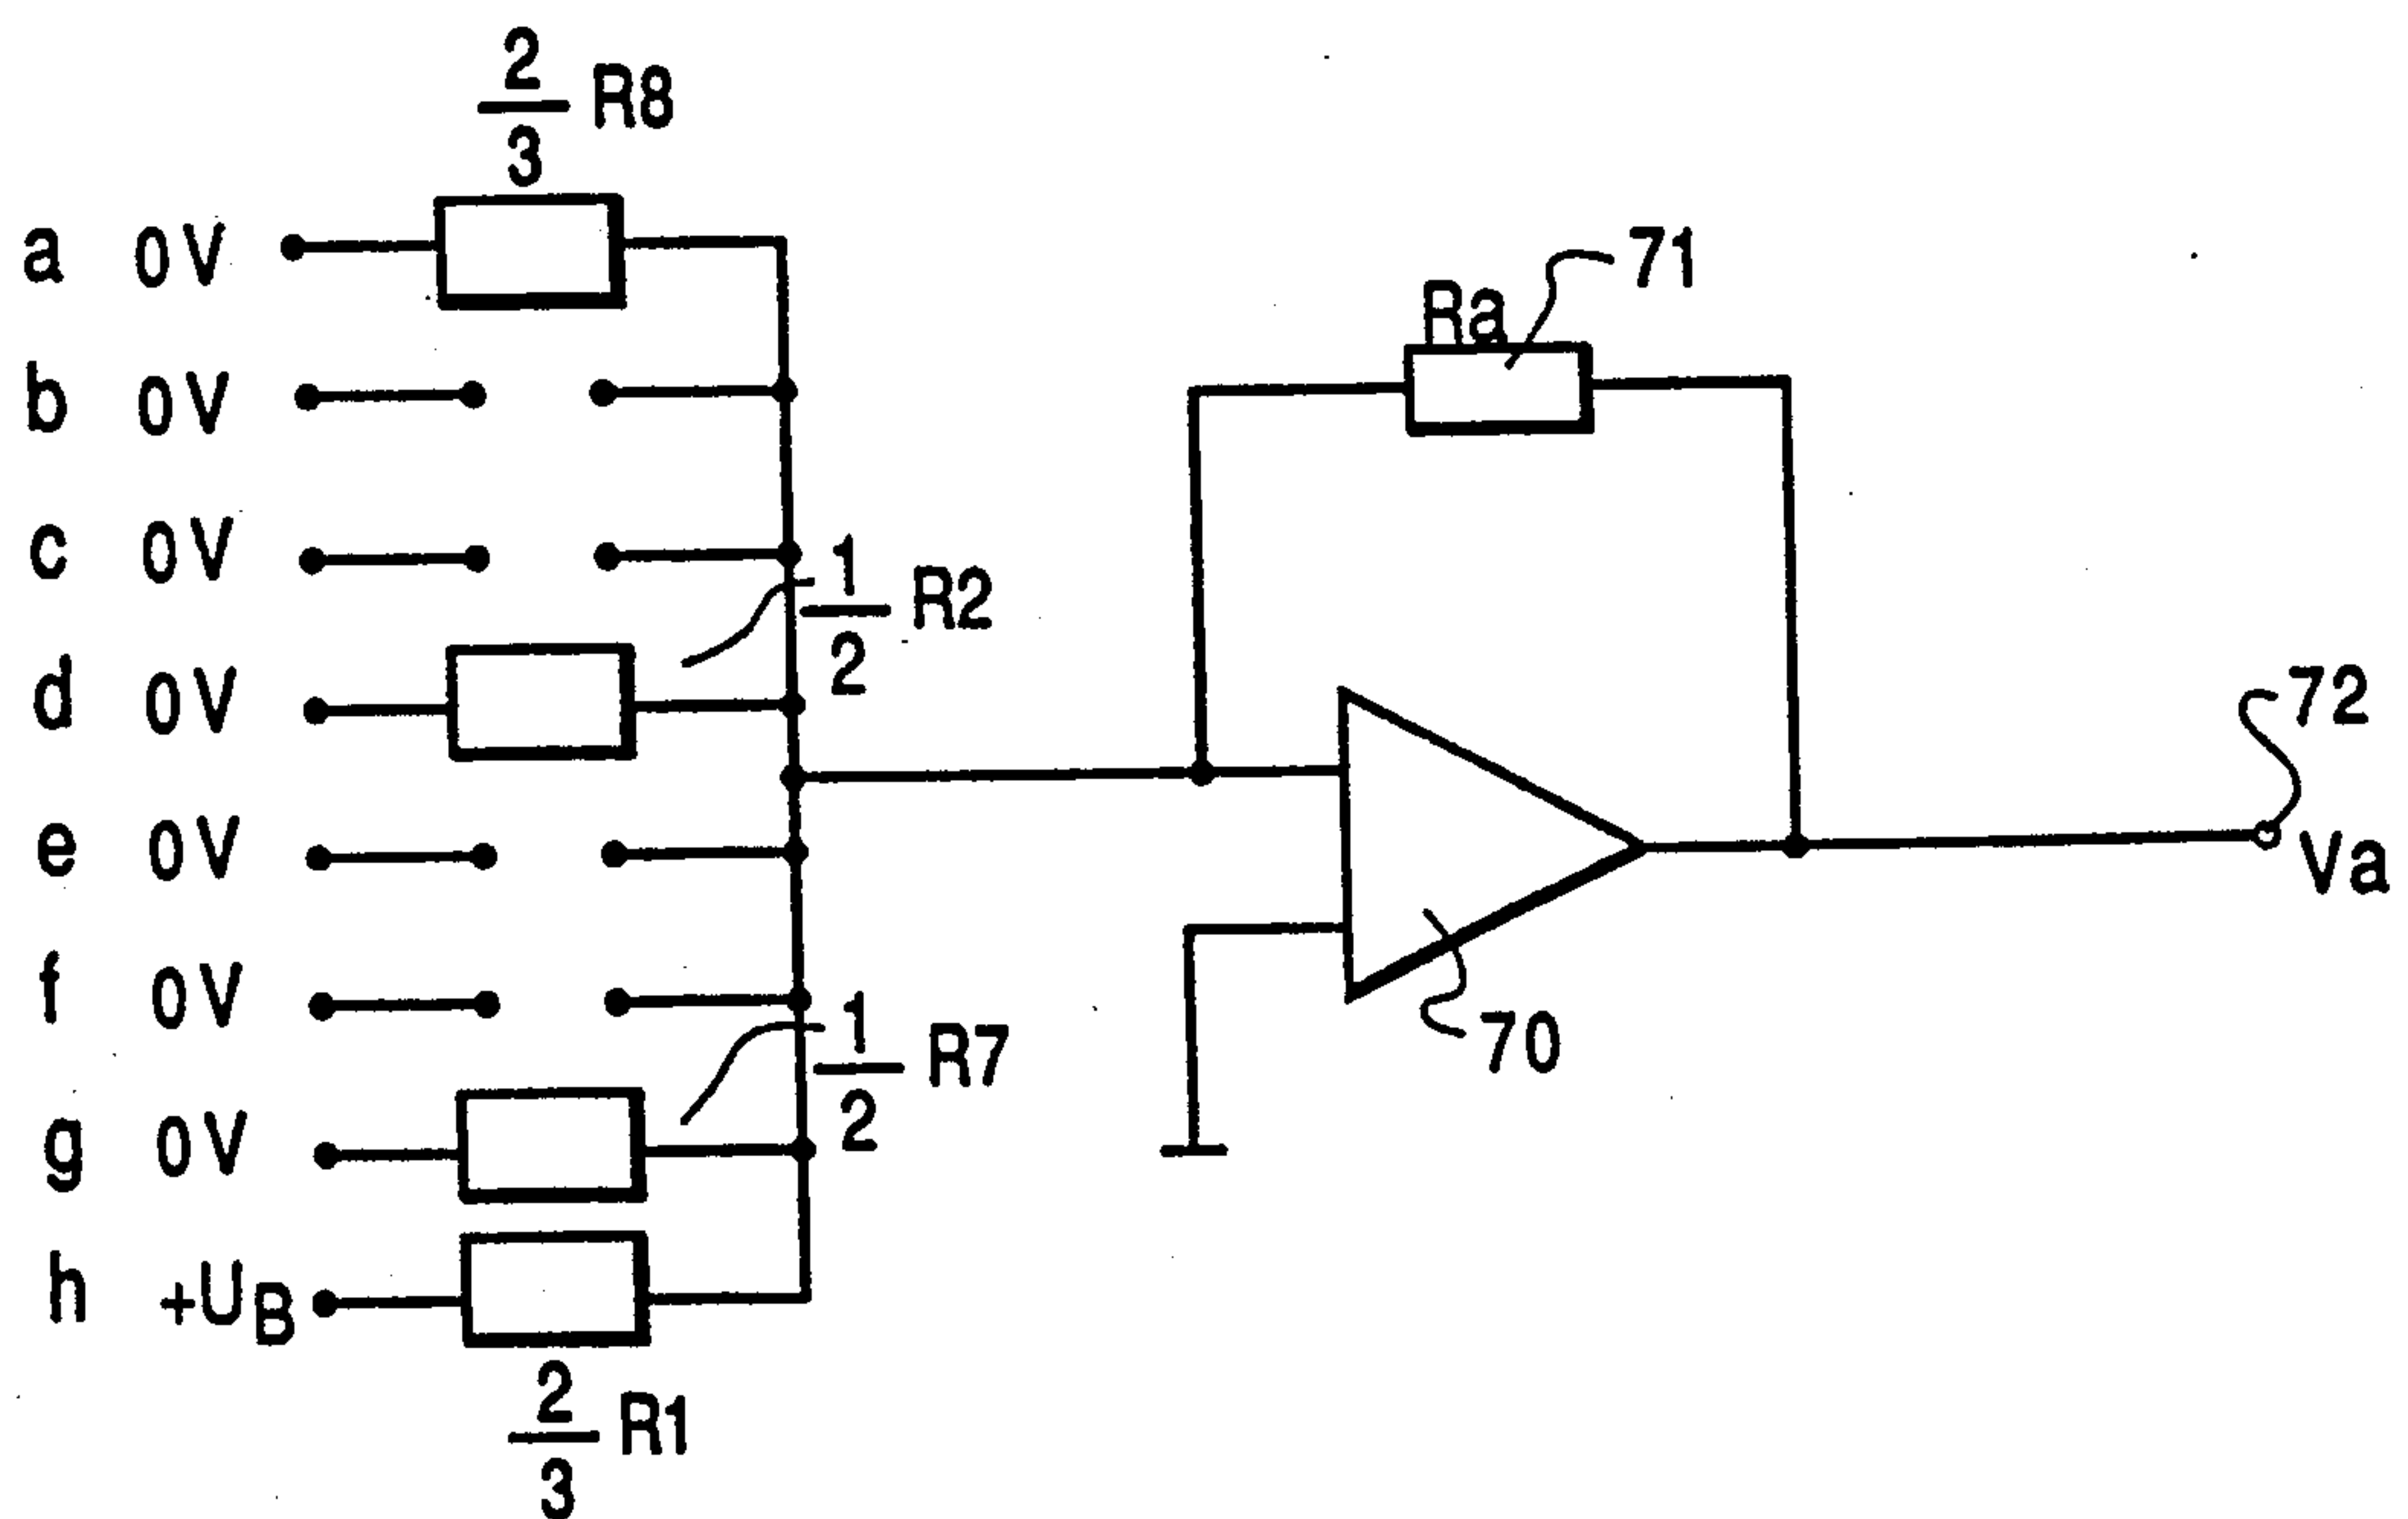 2/3 R8
a 0V
71
Ra
b 0V
c 0V
1/2 R2
d 0V
72
e 0V
Va
f 0V
1/2 R7
70
g 0V
h +UB
2/3 R1